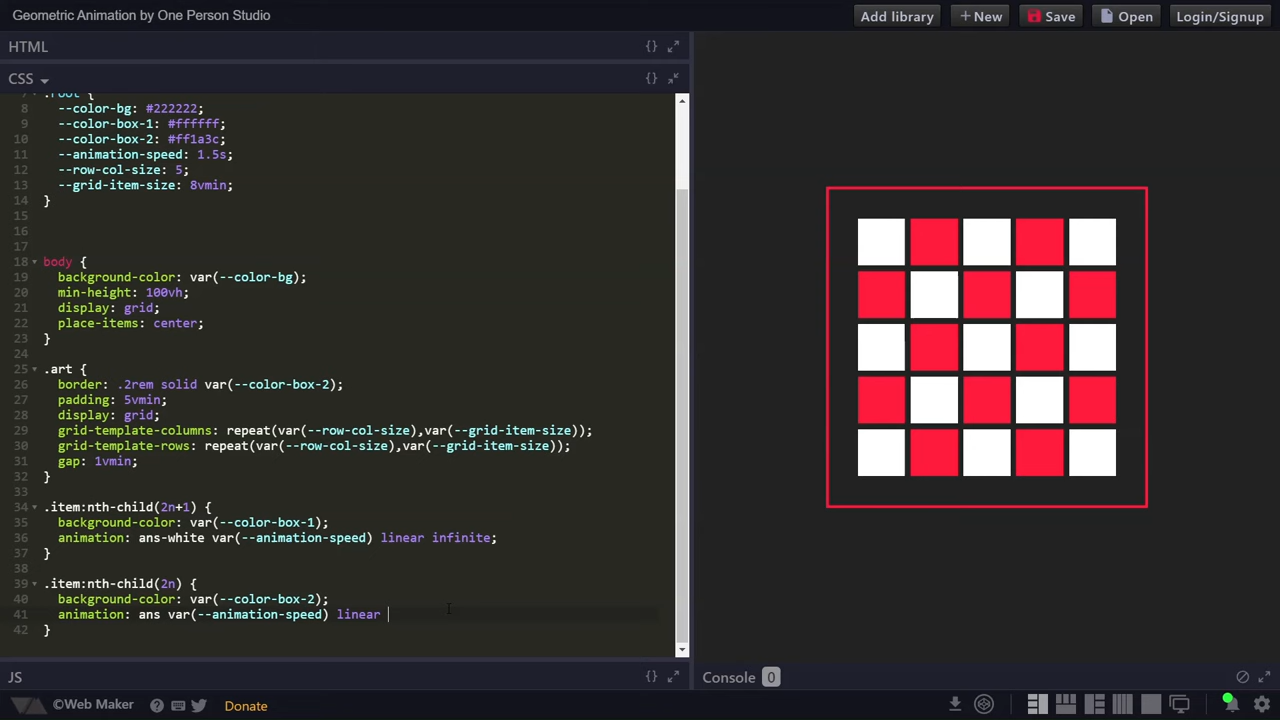 Geometric Animation by One Person Studio
Add library
+ New
Save
Open
Login/Signup
HTML
{}
CSS
{}
7 .root {
8 --color-bg: #222222;
9 --color-box-1: #ffffff;
10 --color-box-2: #ff1a3c;
11 --animation-speed: 1.5s;
12 --row-col-size: 5;
13 --grid-item-size: 8vmin;
14 }
15
16
17
18 body {
19 background-color: var(--color-bg);
20 min-height: 100vh;
21 display: grid;
22 place-items: center;
23 }
24
25 .art {
26 border: .2rem solid var(--color-box-2);
27 padding: 5vmin;
28 display: grid;
29 grid-template-columns: repeat(var(--row-col-size),var(--grid-item-size));
30 grid-template-rows: repeat(var(--row-col-size),var(--grid-item-size));
31 gap: 1vmin;
32 }
33
34 .item:nth-child(2n+1) {
35 background-color: var(--color-box-1);
36 animation: ans-white var(--animation-speed) linear infinite;
37 }
38
39 .item:nth-child(2n) {
40 background-color: var(--color-box-2);
41 animation: ans var(--animation-speed) linear
42 }
JS
{}
Console 0
©Web Maker
Donate